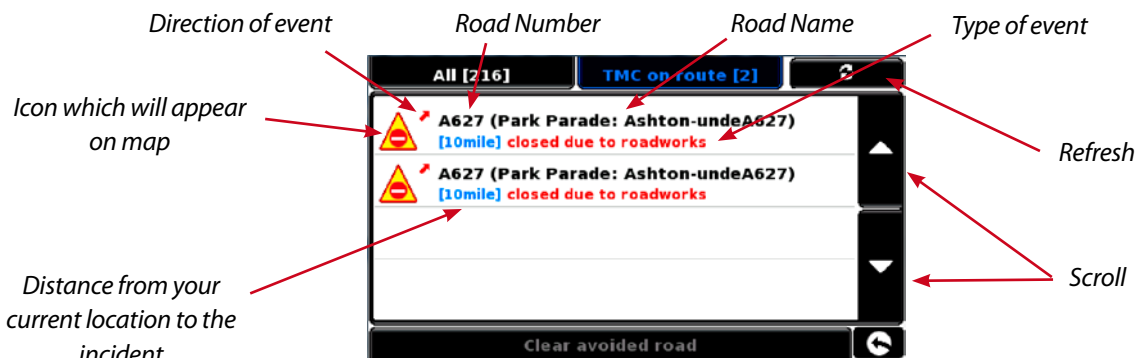 Direction of event
Road Number
Road Name
Type of event
All [216]
TMC on route [2]
Icon which will appear
on map
A627 (Park Parade: Ashton-undeA627)
[10mile] closed due to roadworks
Refresh
A627 (Park Parade: Ashton-undeA627)
[10mile] closed due to roadworks
Scroll
Distance from your
current location to the
incident
Clear avoided road